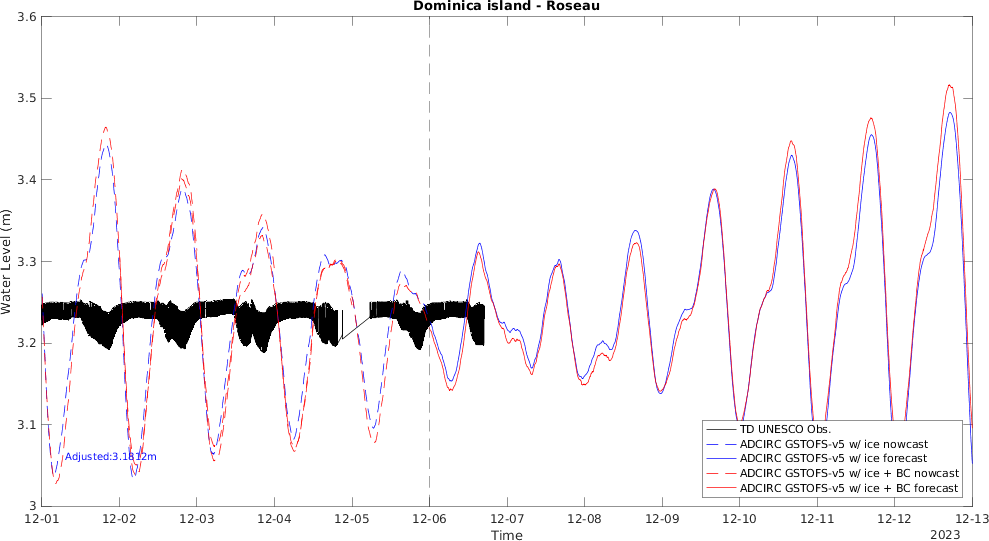 Dominica island - Roseau
3.6
3.5
3.4
3.3
3.2
3.1
3
Water Level (m)
Adjusted:3.1812m
TD UNESCO Obs.
ADCIRC GSTOFS-v5 w/ ice nowcast
ADCIRC GSTOFS-v5 w/ ice forecast
ADCIRC GSTOFS-v5 w/ ice + BC nowcast
ADCIRC GSTOFS-v5 w/ ice + BC forecast
12-01 12-02 12-03 12-04 12-05 12-06 12-07 12-08 12-09 12-10 12-11 12-12 12-13
Time
2023